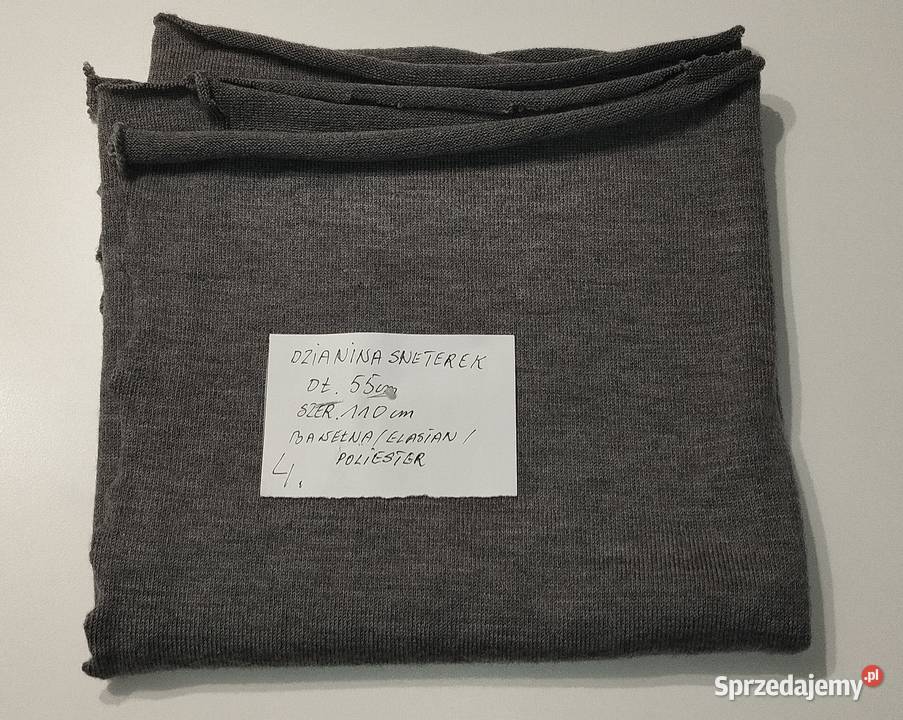 DZIANINA SWETEREK
DŁ. 55cm
SZER. 110 cm
BAWEŁNA/ELASTAN/
POLIESTER
4.
Sprzedajemy.pl